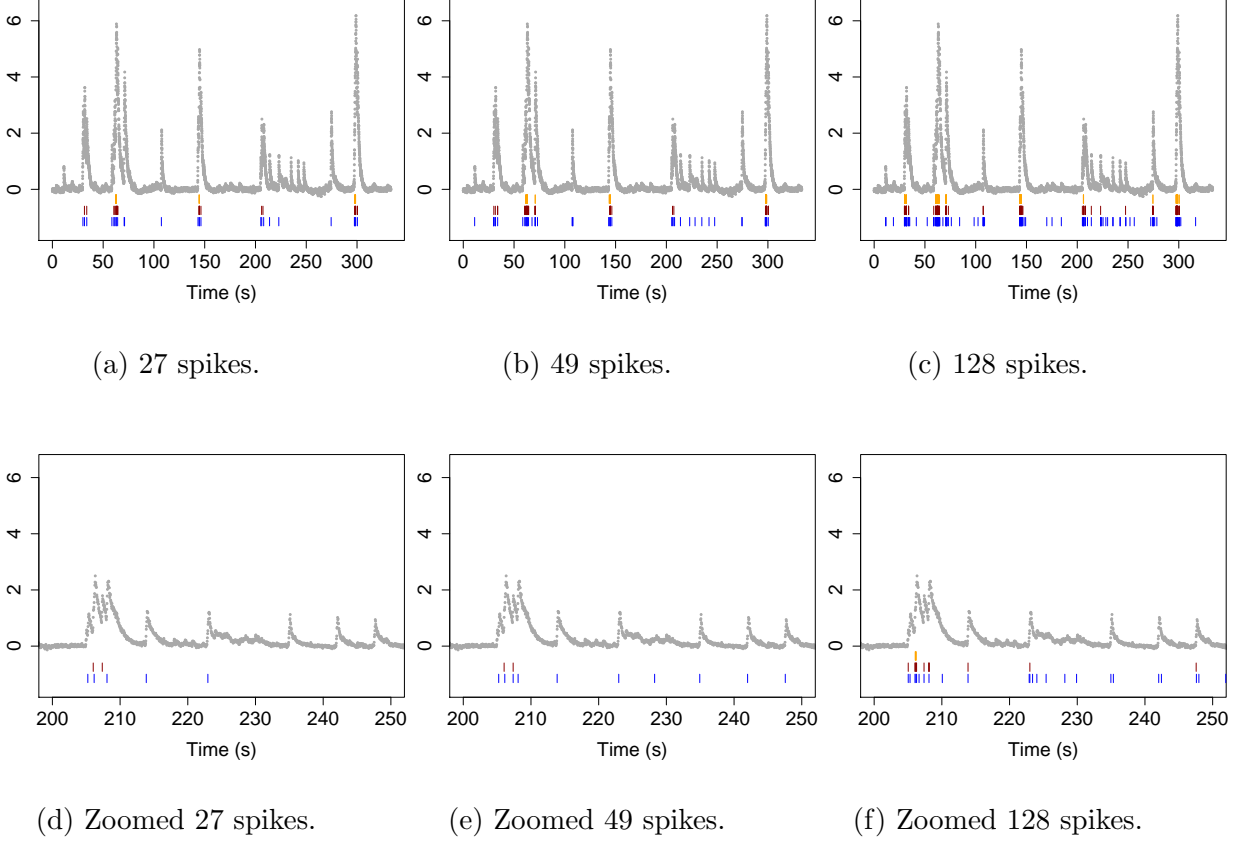 6 6 6
4 4 4
2 2 2
0 0 0
0 50 100 150 200 250 300 0 50 100 150 200 250 300 0 50 100 150 200 250 300
Time (s) Time (s) Time (s)
(a) 27 spikes. (b) 49 spikes. (c) 128 spikes.
6 6 6
4 4 4
2 2 2
0 0 0
200 210 220 230 240 250 200 210 220 230 240 250 200 210 220 230 240 250
Time (s) Time (s) Time (s)
(d) Zoomed 27 spikes. (e) Zoomed 49 spikes. (f) Zoomed 128 spikes.